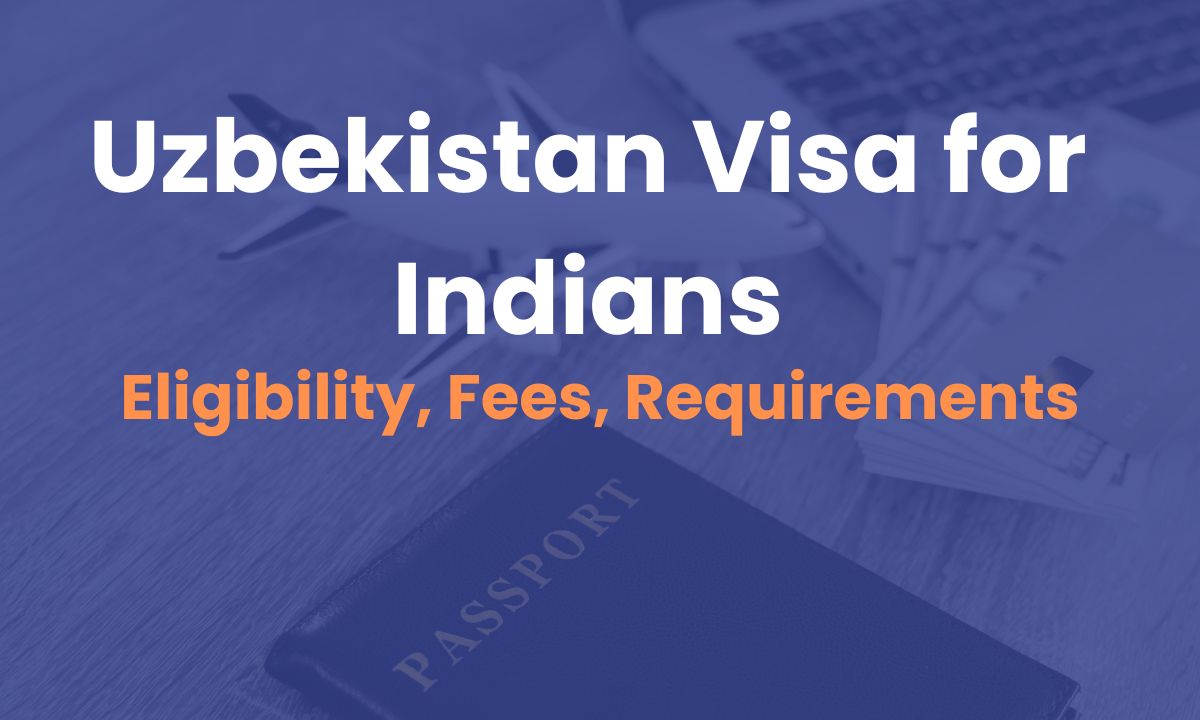 Uzbekistan Visa for
Indians
Eligibility, Fees, Requirements
PASSPORT